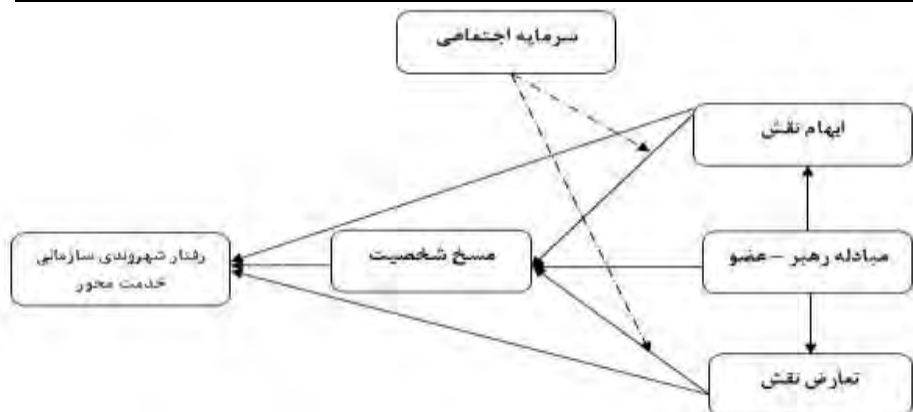 سرمایه اجتماعی
ابهام نقش
مبادله رهبر – عضو
مسخ شخصیت
رفتار شهروندی سازمانی
خدمت محور
تعارض نقش